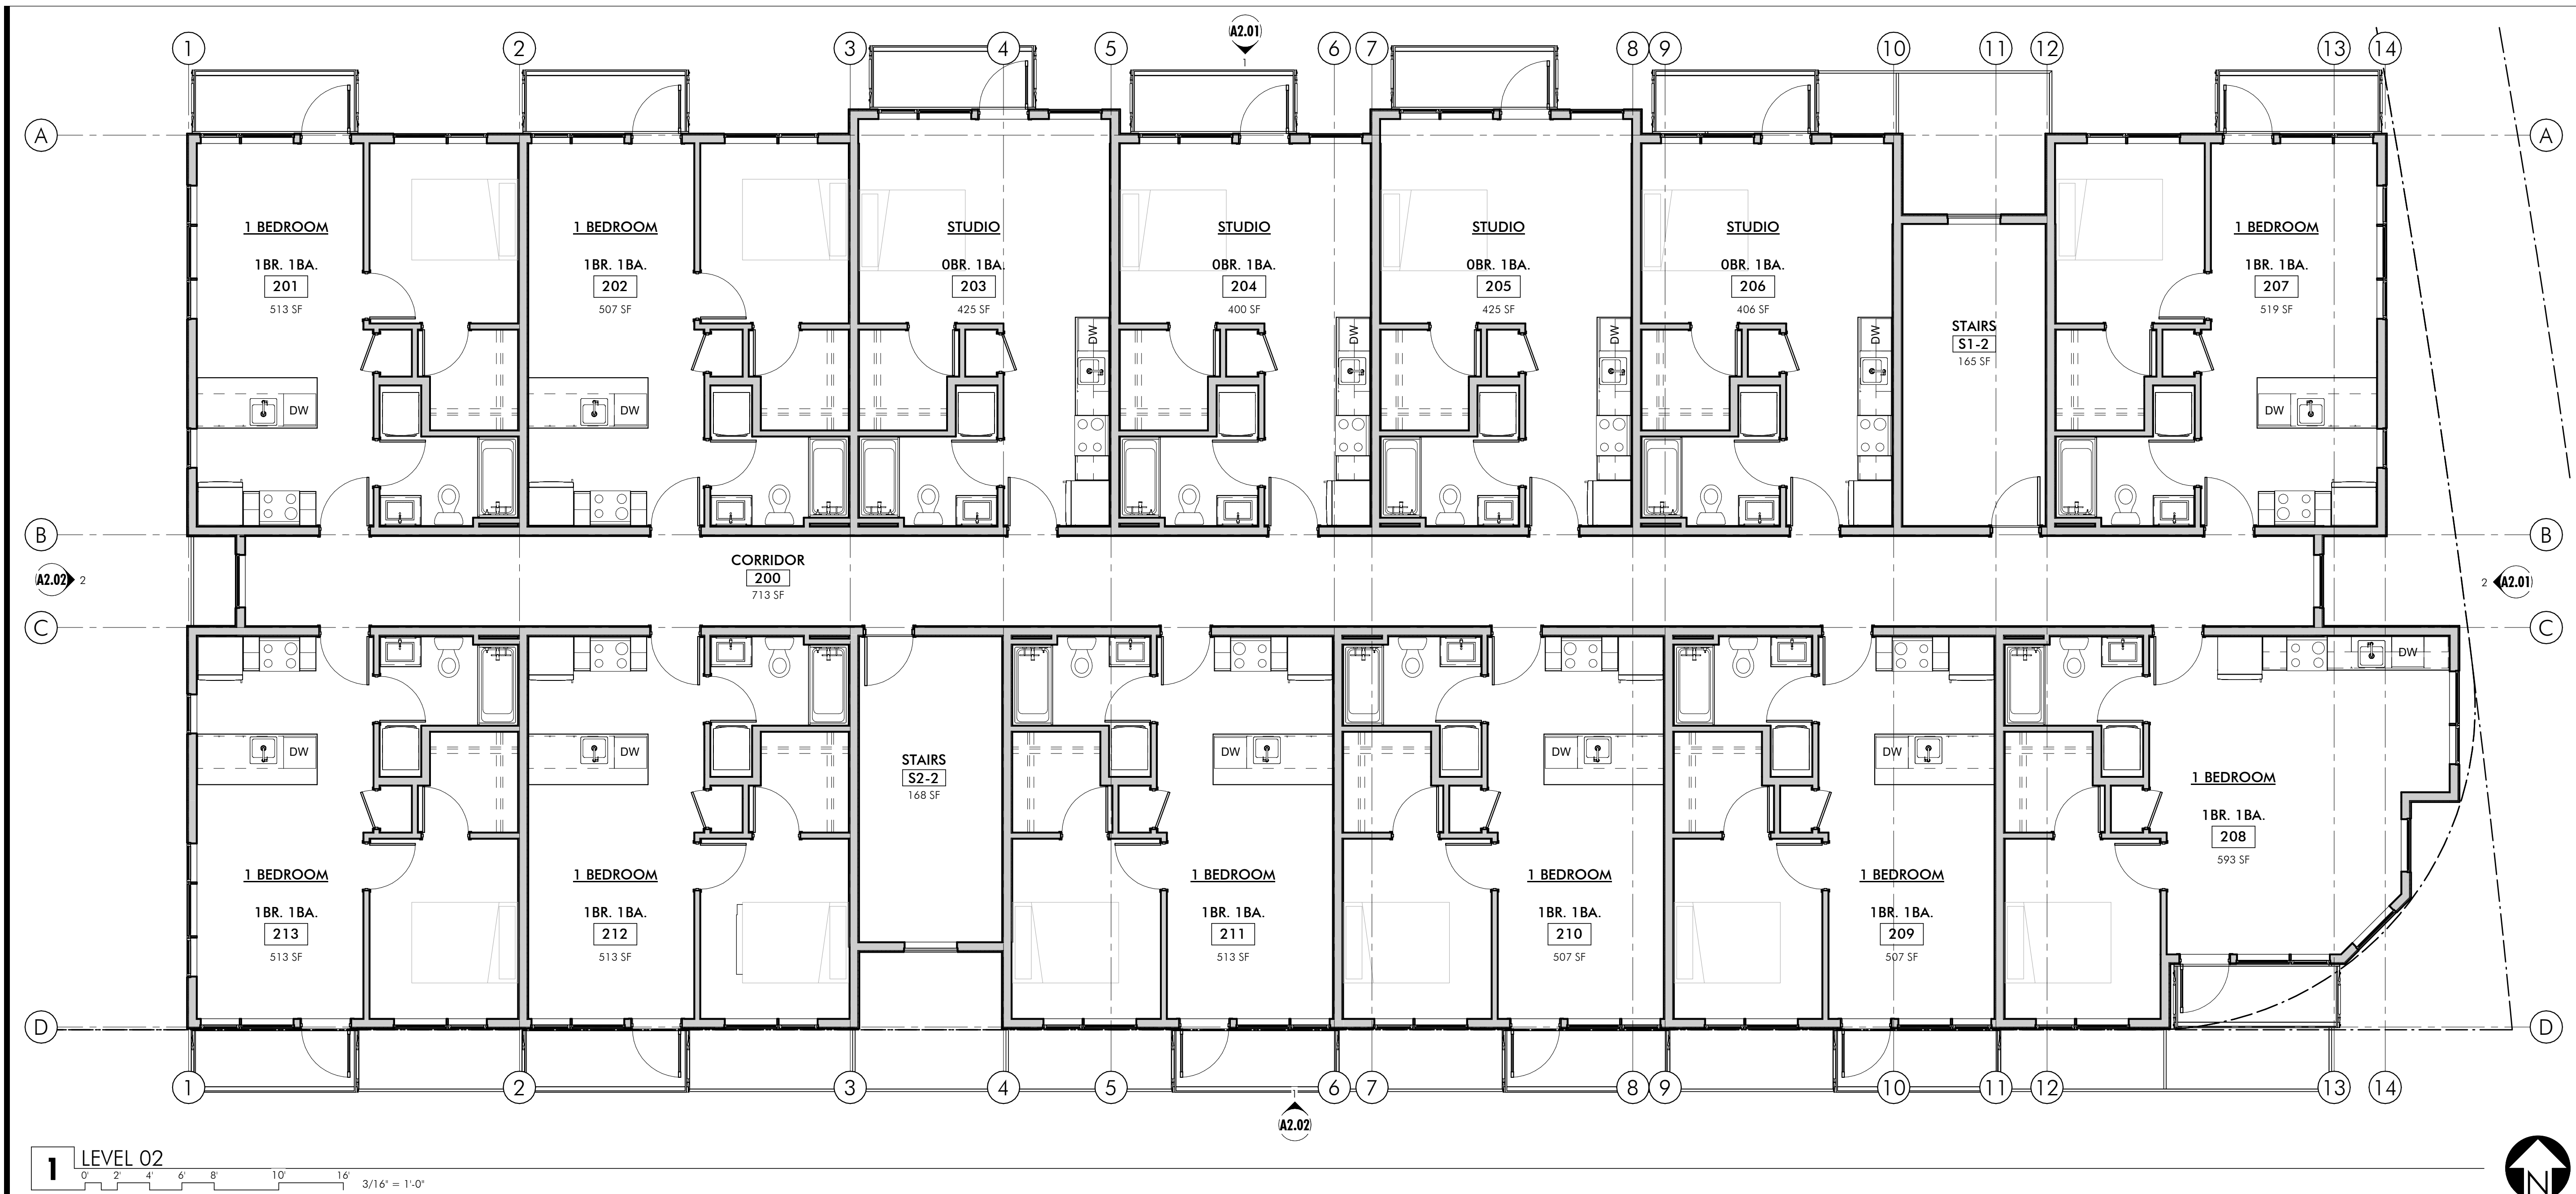 A2.01
1
1 2 3 4 5 6 7 8 9 10 11 12 13 14
A A
1 BEDROOM
1BR. 1BA.
201
513 SF
DW
1 BEDROOM
1BR. 1BA.
202
507 SF
DW
STUDIO
0BR. 1BA.
203
425 SF
DW
STUDIO
0BR. 1BA.
204
400 SF
DW
STUDIO
0BR. 1BA.
205
425 SF
DW
STUDIO
0BR. 1BA.
206
406 SF
DW
STAIRS
S1-2
165 SF
1 BEDROOM
1BR. 1BA.
207
519 SF
DW
B B
A2.02 2
CORRIDOR
200
713 SF
2 A2.01
C C
DW
1 BEDROOM
1BR. 1BA.
213
513 SF
DW
1 BEDROOM
1BR. 1BA.
212
513 SF
STAIRS
S2-2
168 SF
DW
1 BEDROOM
1BR. 1BA.
211
513 SF
DW
1 BEDROOM
1BR. 1BA.
210
507 SF
DW
1 BEDROOM
1BR. 1BA.
209
507 SF
DW
1 BEDROOM
1BR. 1BA.
208
593 SF
D D
1 2 3 4 5 6 7 8 9 10 11 12 13 14
1
A2.02
1 LEVEL 02
0' 2' 4' 6' 8' 10' 16'
3/16" = 1'-0"
N